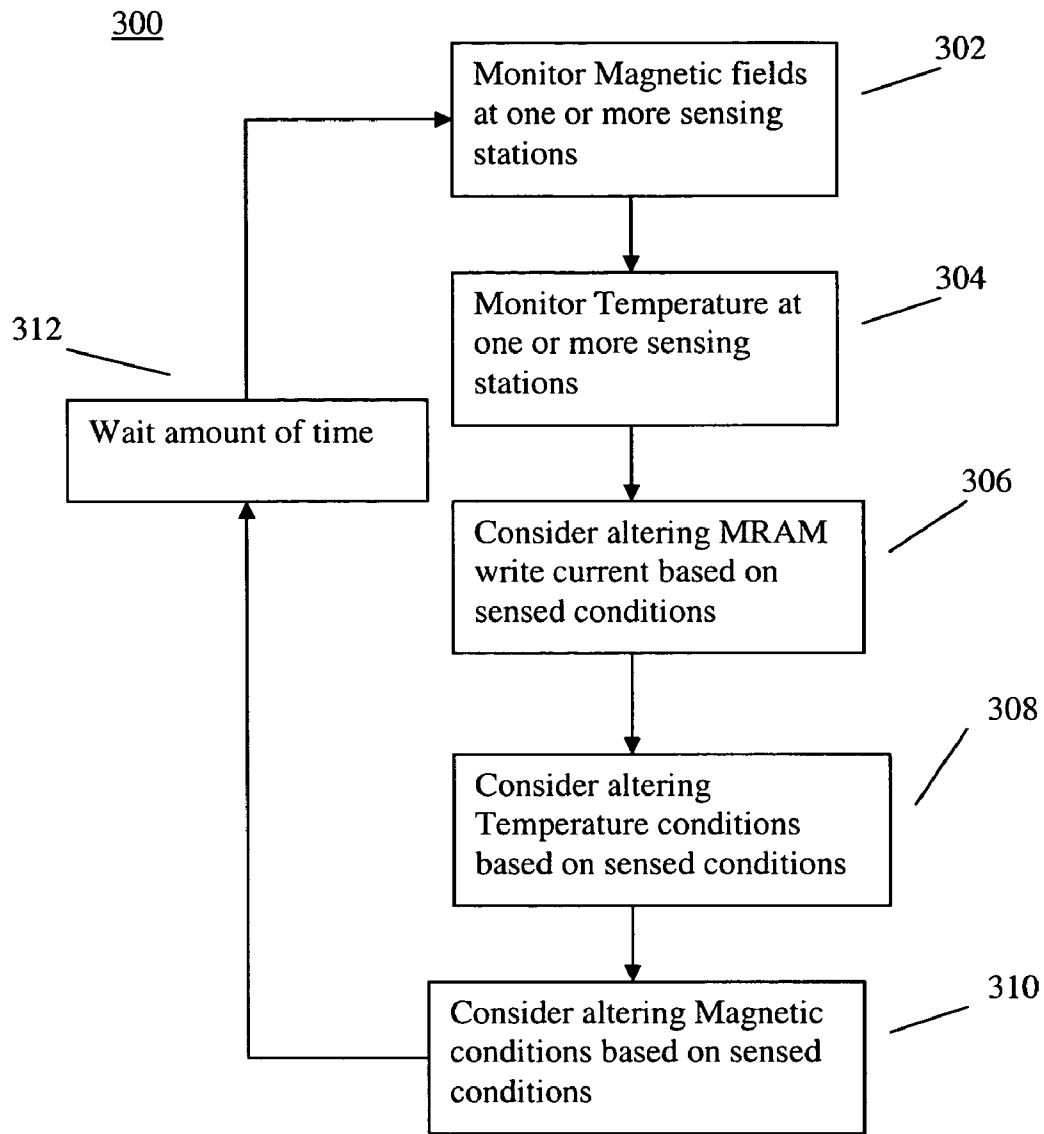 300
302
Monitor Magnetic fields
at one or more sensing
stations
304
Monitor Temperature at
one or more sensing
stations
312
Wait amount of time
306
Consider altering MRAM
write current based on
sensed conditions
308
Consider altering
Temperature conditions
based on sensed conditions
310
Consider altering Magnetic
conditions based on sensed
conditions